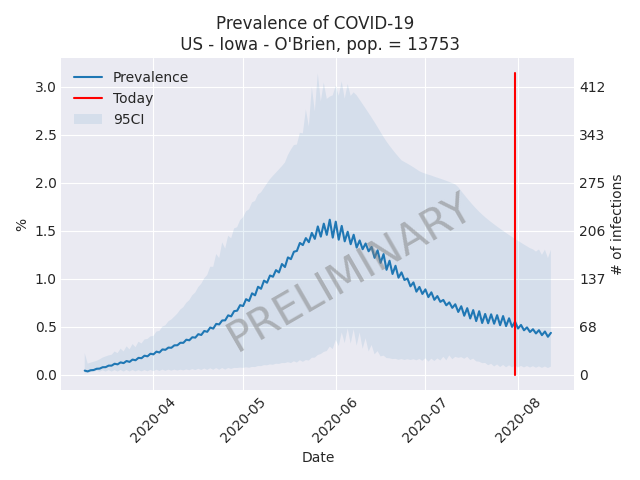 Prevalence of COVID-19
US - Iowa - O'Brien, pop. = 13753
Prevalence
Today
95CI
3.0
2.5
2.0
1.5
1.0
0.5
0.0
%
412
343
275
206
137
68
0
# of infections
PRELIMINARY
2020-04
2020-05
2020-06
2020-07
2020-08
Date